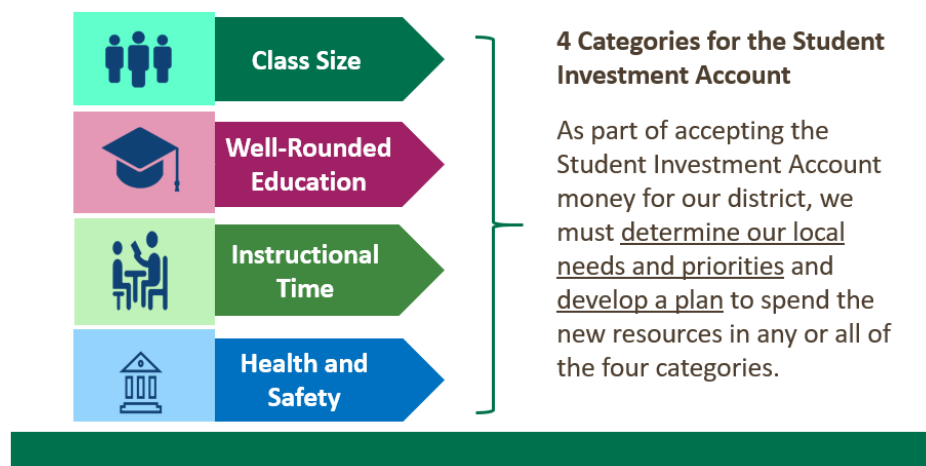 Class Size
Well-Rounded
Education
Instructional
Time
Health and
Safety
4 Categories for the Student
Investment Account
As part of accepting the
Student Investment Account
money for our district, we
must determine our local
needs and priorities and
develop a plan to spend the
new resources in any or all of
the four categories.